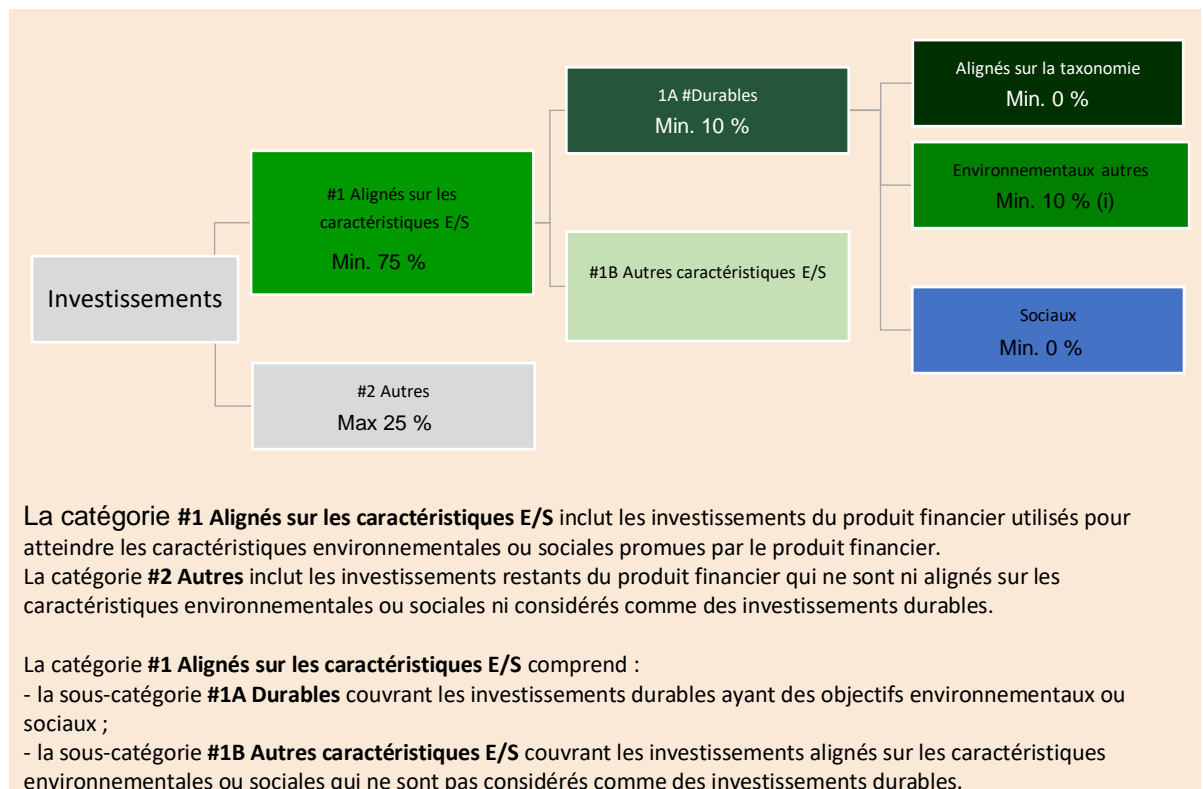 Investissements
#1 Alignés sur les
caractéristiques E/S
Min. 75 %
#2 Autres
Max 25 %
1A #Durables
Min. 10 %
#1B Autres caractéristiques E/S
Alignés sur la taxonomie
Min. 0 %
Environnementaux autres
Min. 10 % (i)
Sociaux
Min. 0 %
La catégorie #1 Alignés sur les caractéristiques E/S inclut les investissements du produit financier utilisés pour
atteindre les caractéristiques environnementales ou sociales promues par le produit financier.
La catégorie #2 Autres inclut les investissements restants du produit financier qui ne sont ni alignés sur les
caractéristiques environnementales ou sociales ni considérés comme des investissements durables.
La catégorie #1 Alignés sur les caractéristiques E/S comprend :
- la sous-catégorie #1A Durables couvrant les investissements durables ayant des objectifs environnementaux ou
sociaux ;
- la sous-catégorie #1B Autres caractéristiques E/S couvrant les investissements alignés sur les caractéristiques
environnementales ou sociales qui ne sont pas considérés comme des investissements durables.